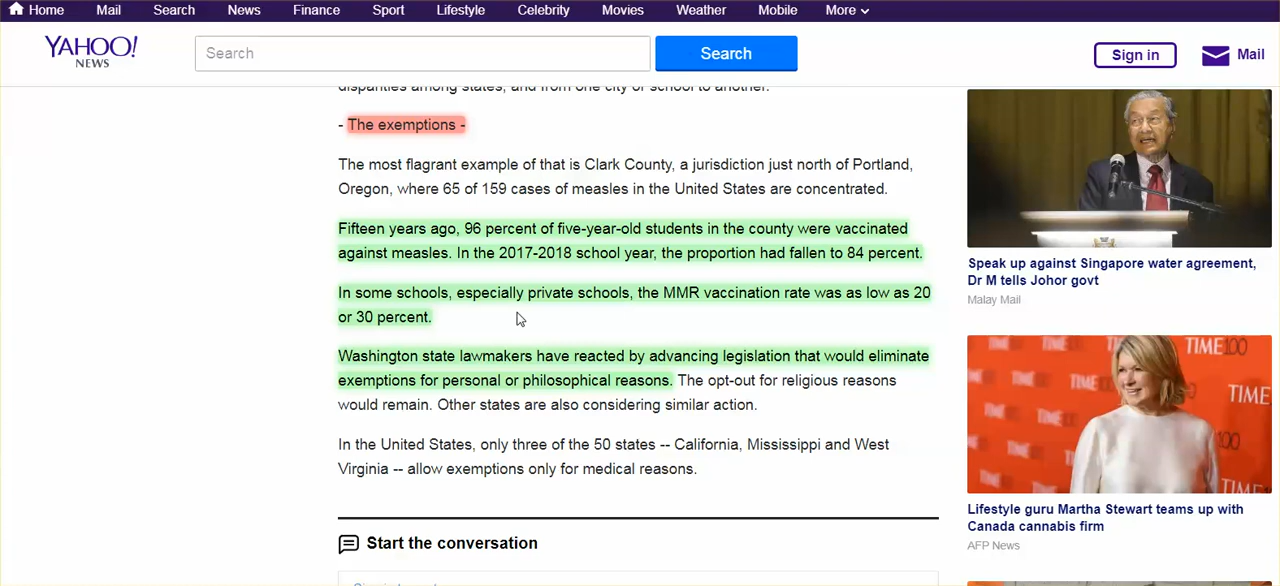 Home Mail Search News Finance Sport Lifestyle Celebrity Movies Weather Mobile More
YAHOO!
NEWS
Search
Search
Sign in
Mail
disparities among states, and from one city or school to another.
- The exemptions -
The most flagrant example of that is Clark County, a jurisdiction just north of Portland,
Oregon, where 65 of 159 cases of measles in the United States are concentrated.
Fifteen years ago, 96 percent of five-year-old students in the county were vaccinated
against measles. In the 2017-2018 school year, the proportion had fallen to 84 percent.
In some schools, especially private schools, the MMR vaccination rate was as low as 20
or 30 percent.
Washington state lawmakers have reacted by advancing legislation that would eliminate
exemptions for personal or philosophical reasons. The opt-out for religious reasons
would remain. Other states are also considering similar action.
In the United States, only three of the 50 states -- California, Mississippi and West
Virginia -- allow exemptions only for medical reasons.
Start the conversation
Speak up against Singapore water agreement,
Dr M tells Johor govt
Malay Mail
TIME100
TIME
Lifestyle guru Martha Stewart teams up with
Canada cannabis firm
AFP News